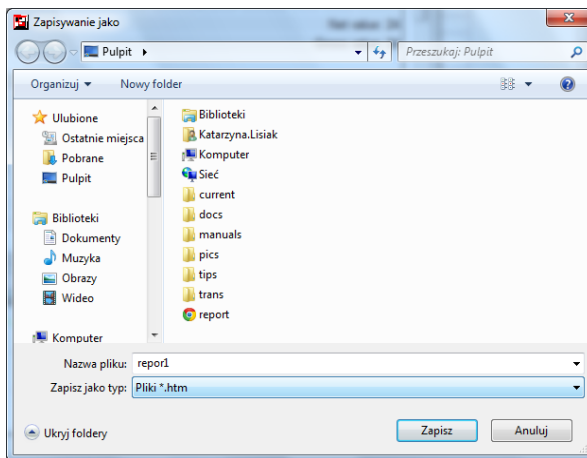 Zapisywanie jako
Pulpit
Przeszukaj: Pulpit
Organizuj
Nowy folder
Ulubione
Ostatnie miejsca
Pobrane
Pulpit
Biblioteki
Dokumenty
Muzyka
Obrazy
Wideo
Komputer
Biblioteki
Katarzyna.Lisiak
Komputer
Sieć
current
docs
manuals
pics
tips
trans
report
Nazwa pliku: repor1
Zapisz jako typ: Pliki *.htm
Ukryj foldery
Zapisz
Anuluj